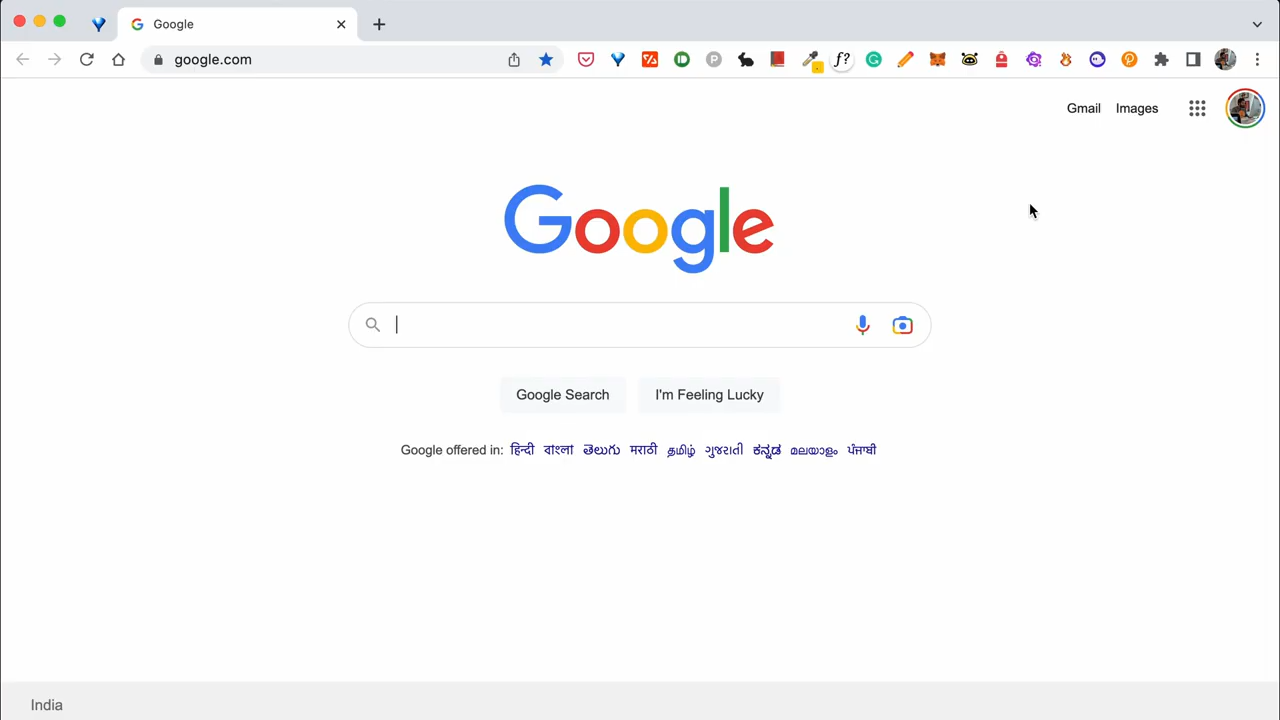 Google
google.com
f?
Gmail Images
Google
Google Search I'm Feeling Lucky
Google offered in: हिन्दी বাংলা తెలుగు मराठी தமிழ் ગુજરાતી ಕನ್ನಡ മലയാളം ਪੰਜਾਬੀ
India